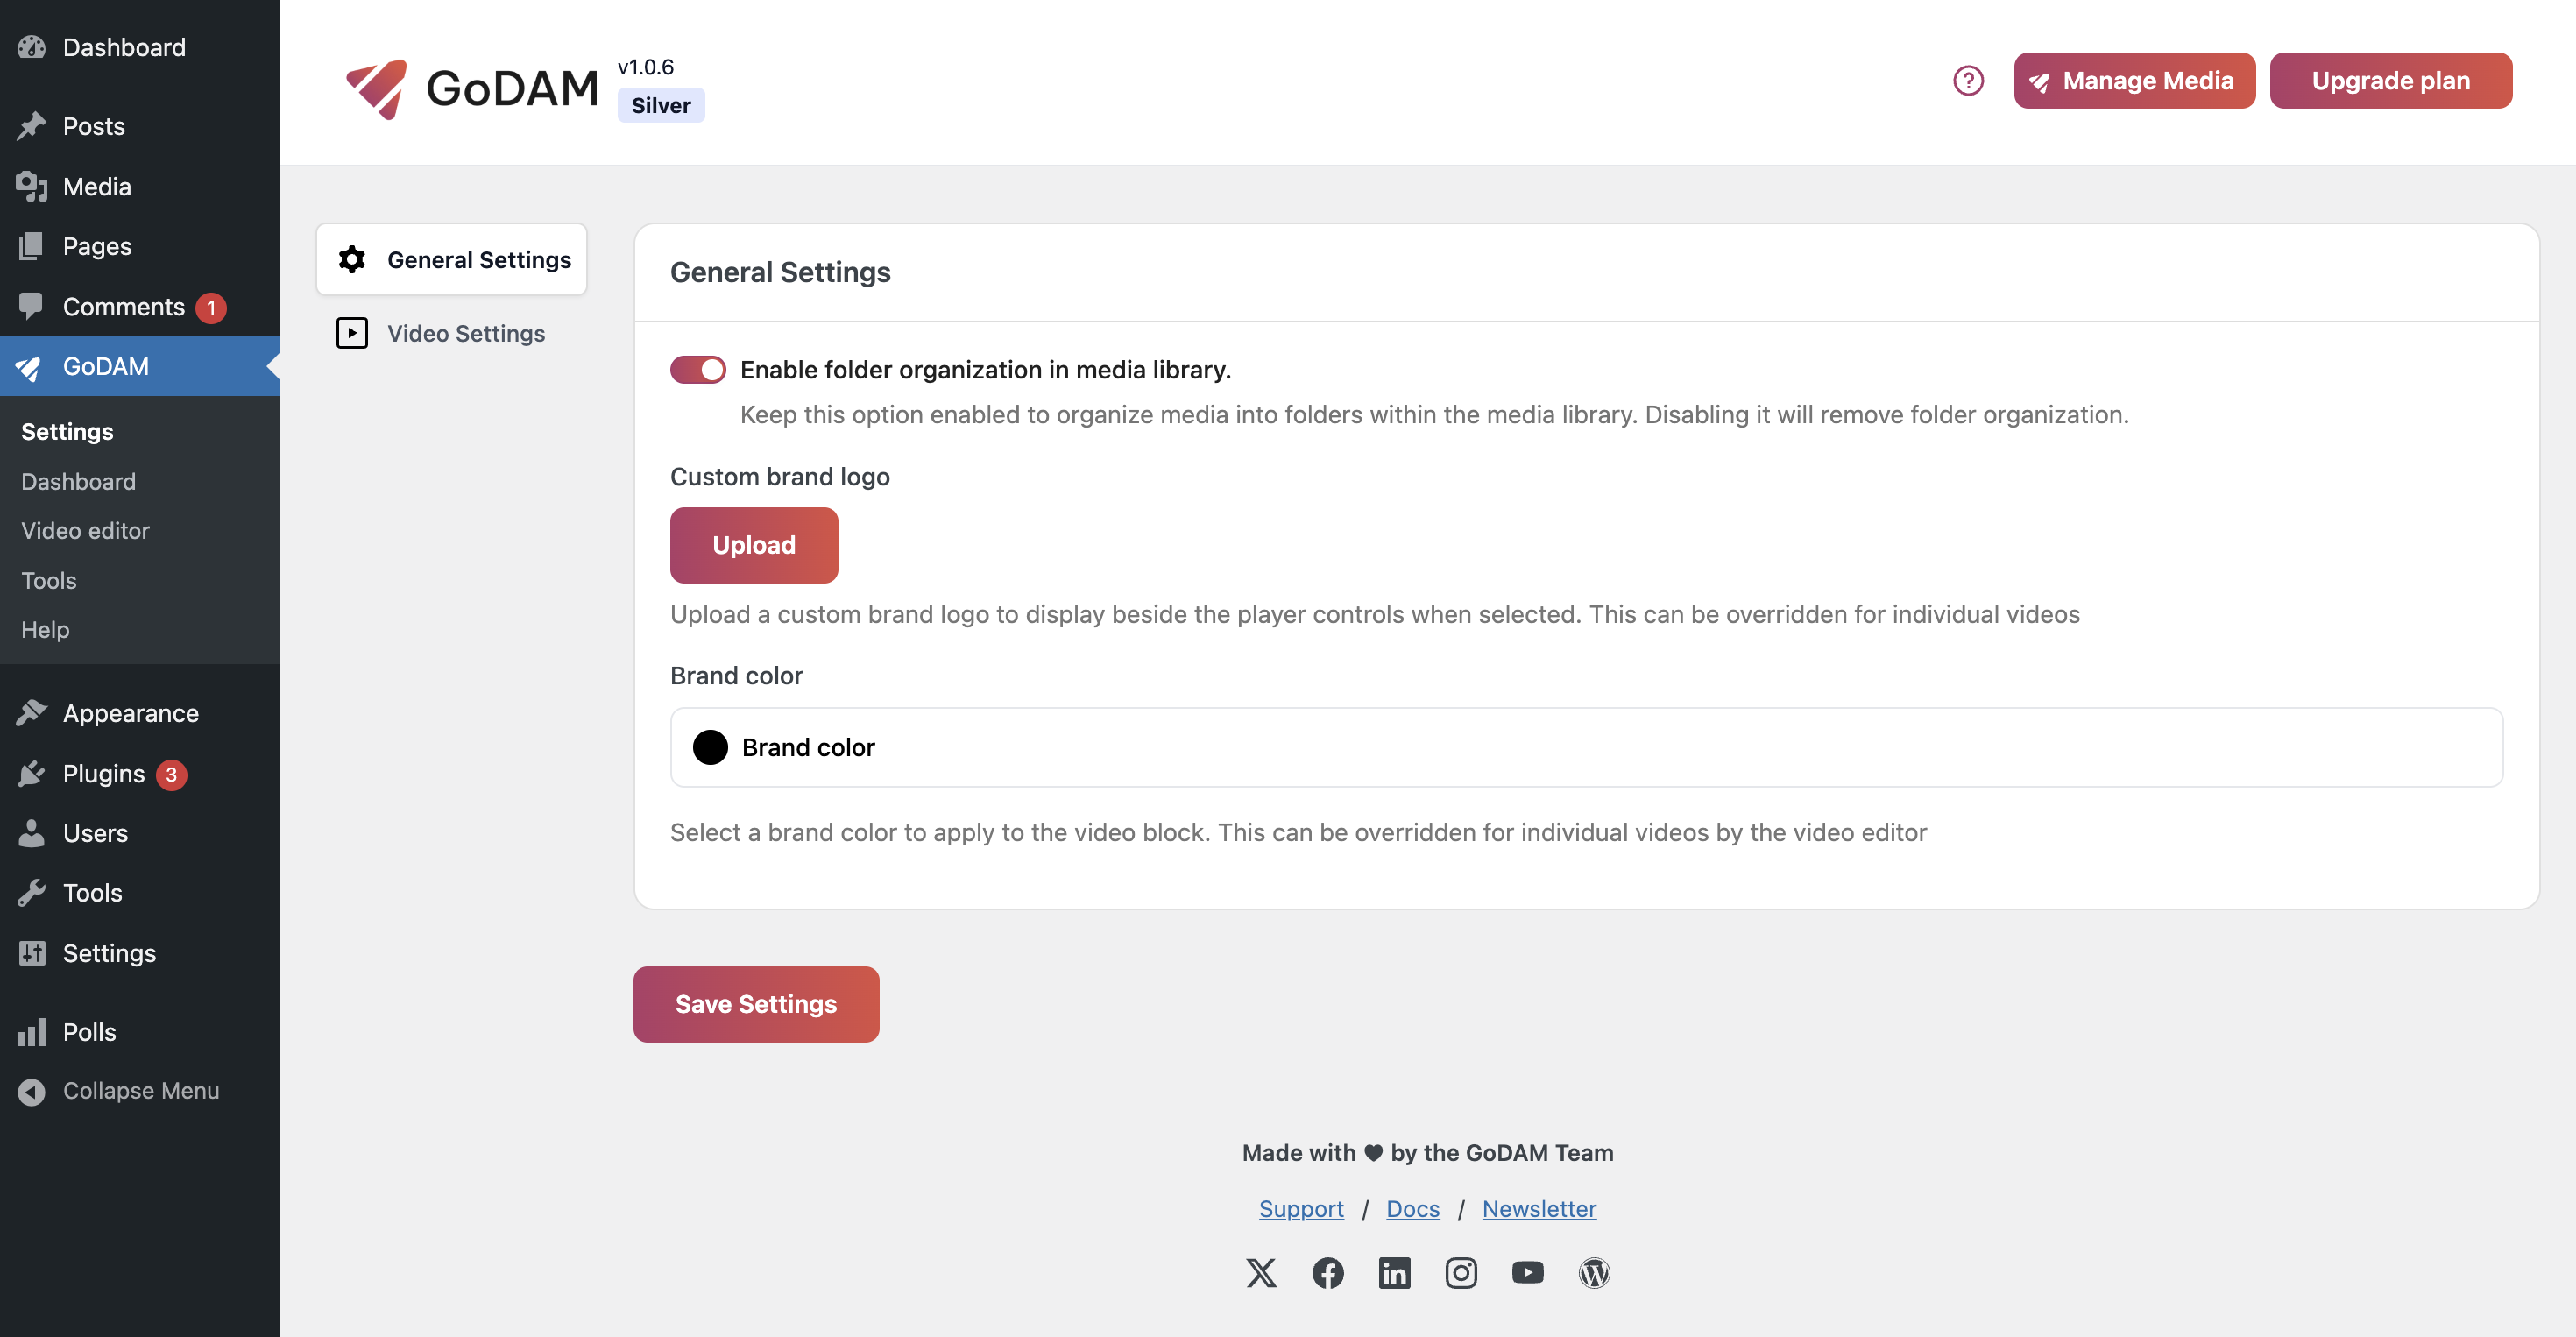 Dashboard
Posts
Media
Pages
Comments 1
GoDAM
Settings
Dashboard
Video editor
Tools
Help
Appearance
Plugins 3
Users
Tools
Settings
Polls
Collapse Menu
GoDAM
v1.0.6
Silver
?
Manage Media
Upgrade plan
General Settings
Video Settings
General Settings
Enable folder organization in media library.
Keep this option enabled to organize media into folders within the media library. Disabling it will remove folder organization.
Custom brand logo
Upload
Upload a custom brand logo to display beside the player controls when selected. This can be overridden for individual videos
Brand color
Brand color
Select a brand color to apply to the video block. This can be overridden for individual videos by the video editor
Save Settings
Made with ♥ by the GoDAM Team
Support / Docs / Newsletter